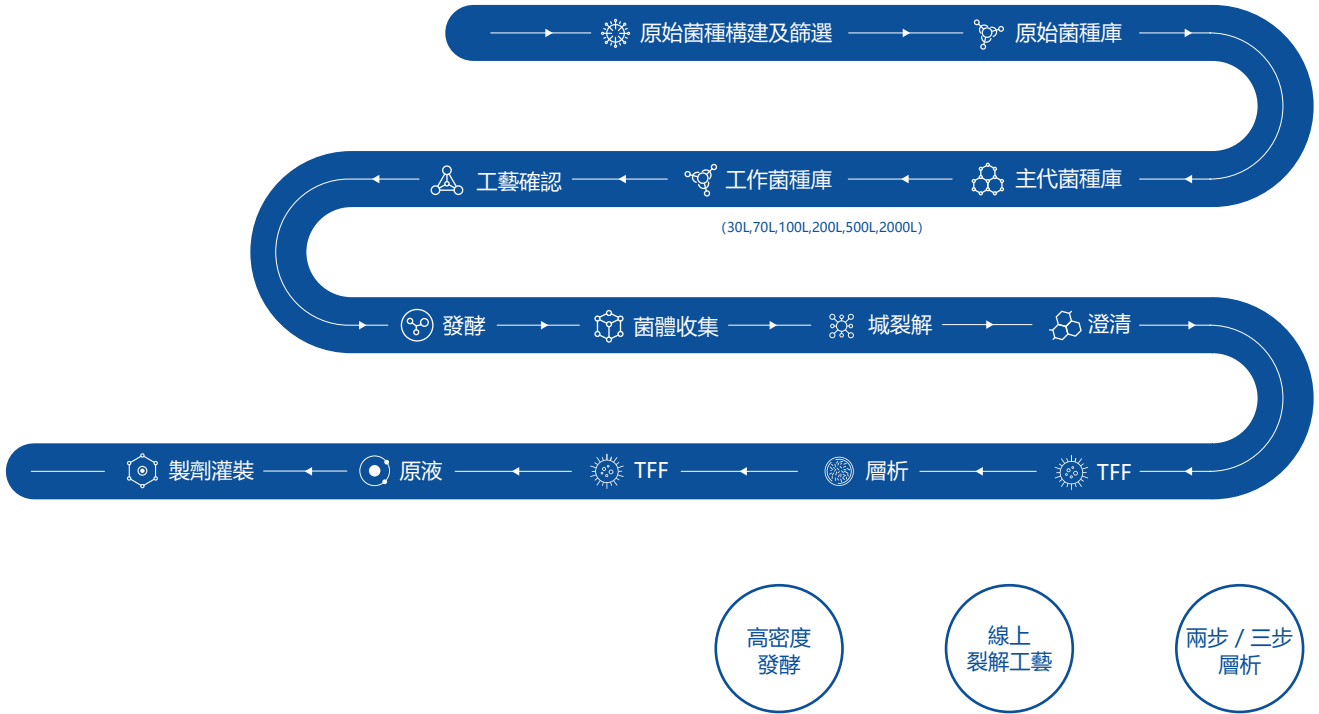 原始菌種構建及篩選
原始菌種庫
主代菌種庫
工作菌種庫
工藝確認
(30L,70L,100L,200L,500L,2000L)
發酵
菌體收集
堿裂解
澄清
TFF
層析
TFF
原液
製劑灌裝
高密度
發酵
線上
裂解工藝
兩步 / 三步
層析